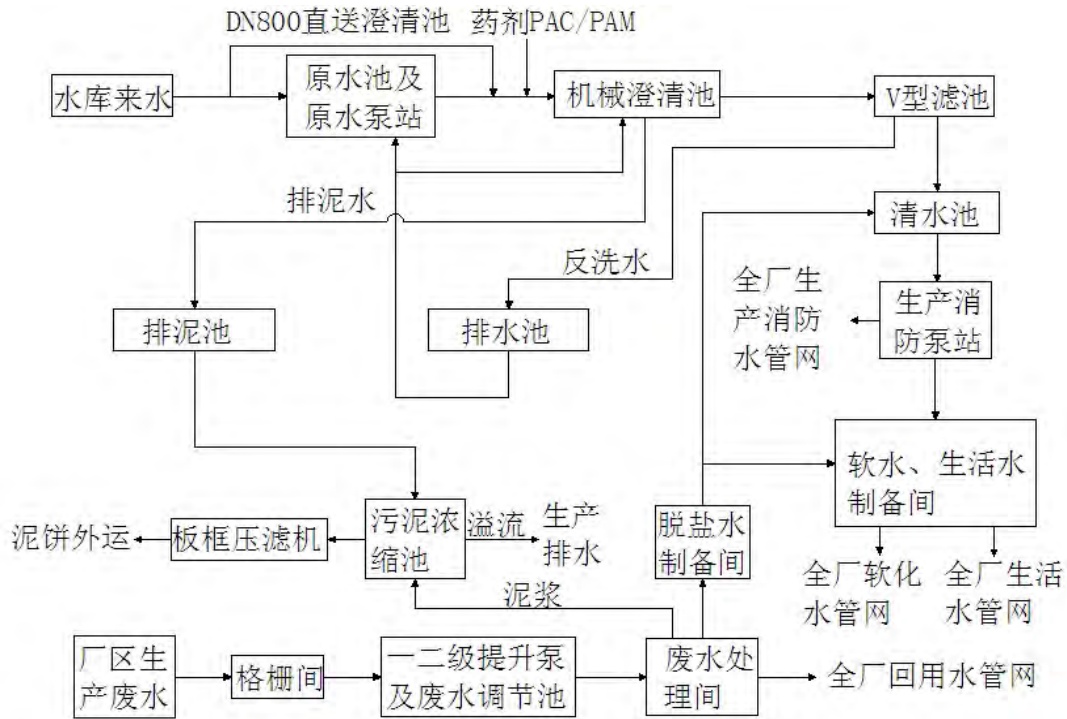 DN800直送澄清池
药剂PAC/PAM
水库来水
原水池及
原水泵站
机械澄清池
V型滤池
排泥水
清水池
反洗水
全厂生
产消防
水管网
生产消
防泵站
排泥池
排水池
软水、生活水
制备间
泥饼外运
板框压滤机
污泥浓
缩池
溢流
生产
排水
脱盐水
制备间
全厂软化
水管网
全厂生活
水管网
泥浆
厂区生
产废水
格栅间
一二级提升泵
及废水调节池
废水处
理间
全厂回用水管网